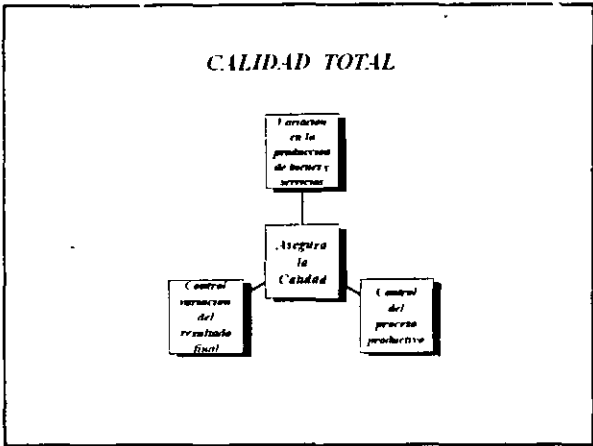 CALIDAD TOTAL
Variacion
en la
produccion
de bienes y
servicios
Asegura
la
Calidad
Control
variacion
del
resultado
final
Control
del
proceso
productivo